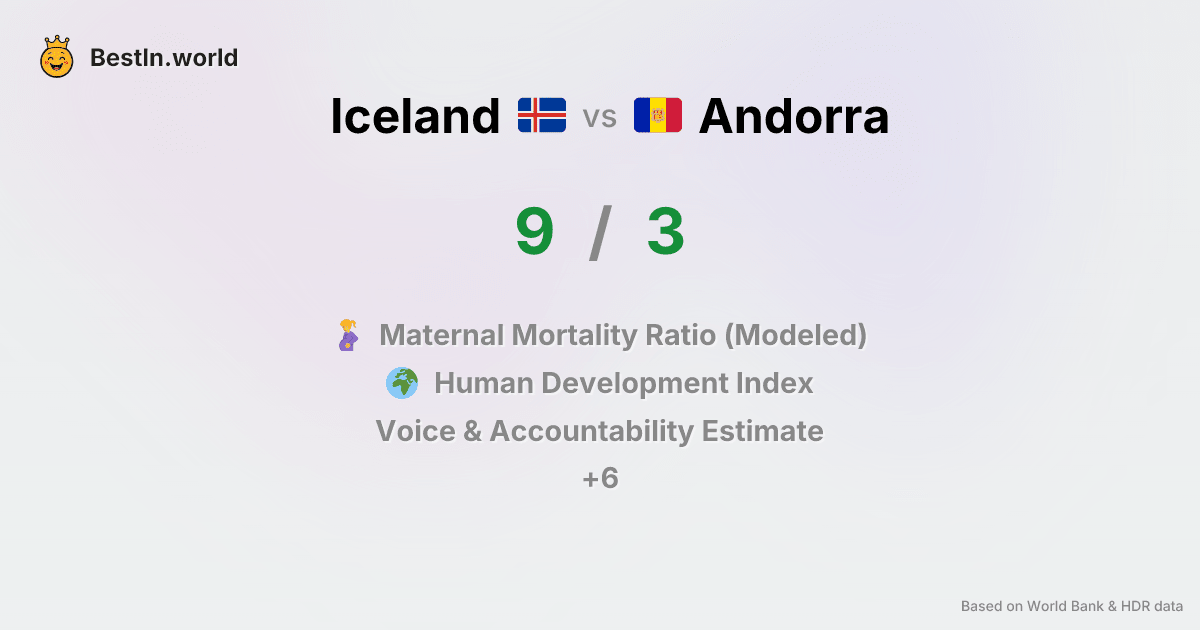 BestIn.world
Iceland vs Andorra
9 / 3
Maternal Mortality Ratio (Modeled)
Human Development Index
Voice & Accountability Estimate
+6
Based on World Bank & HDR data